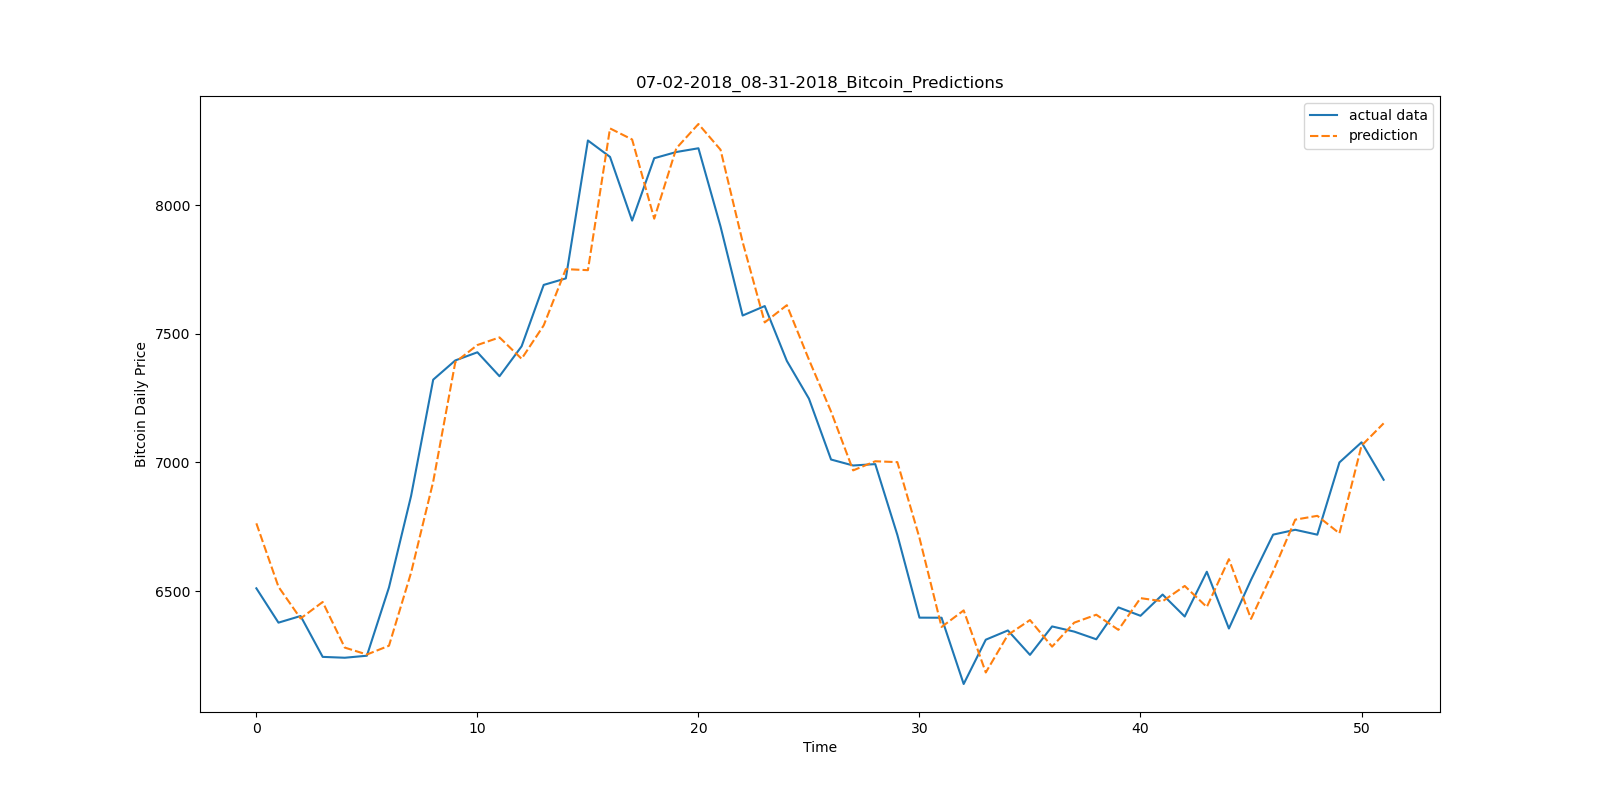 07-02-2018_08-31-2018_Bitcoin_Predictions
actual data
prediction
8000
7500
7000
6500
Bitcoin Daily Price
0 10 20 30 40 50
Time